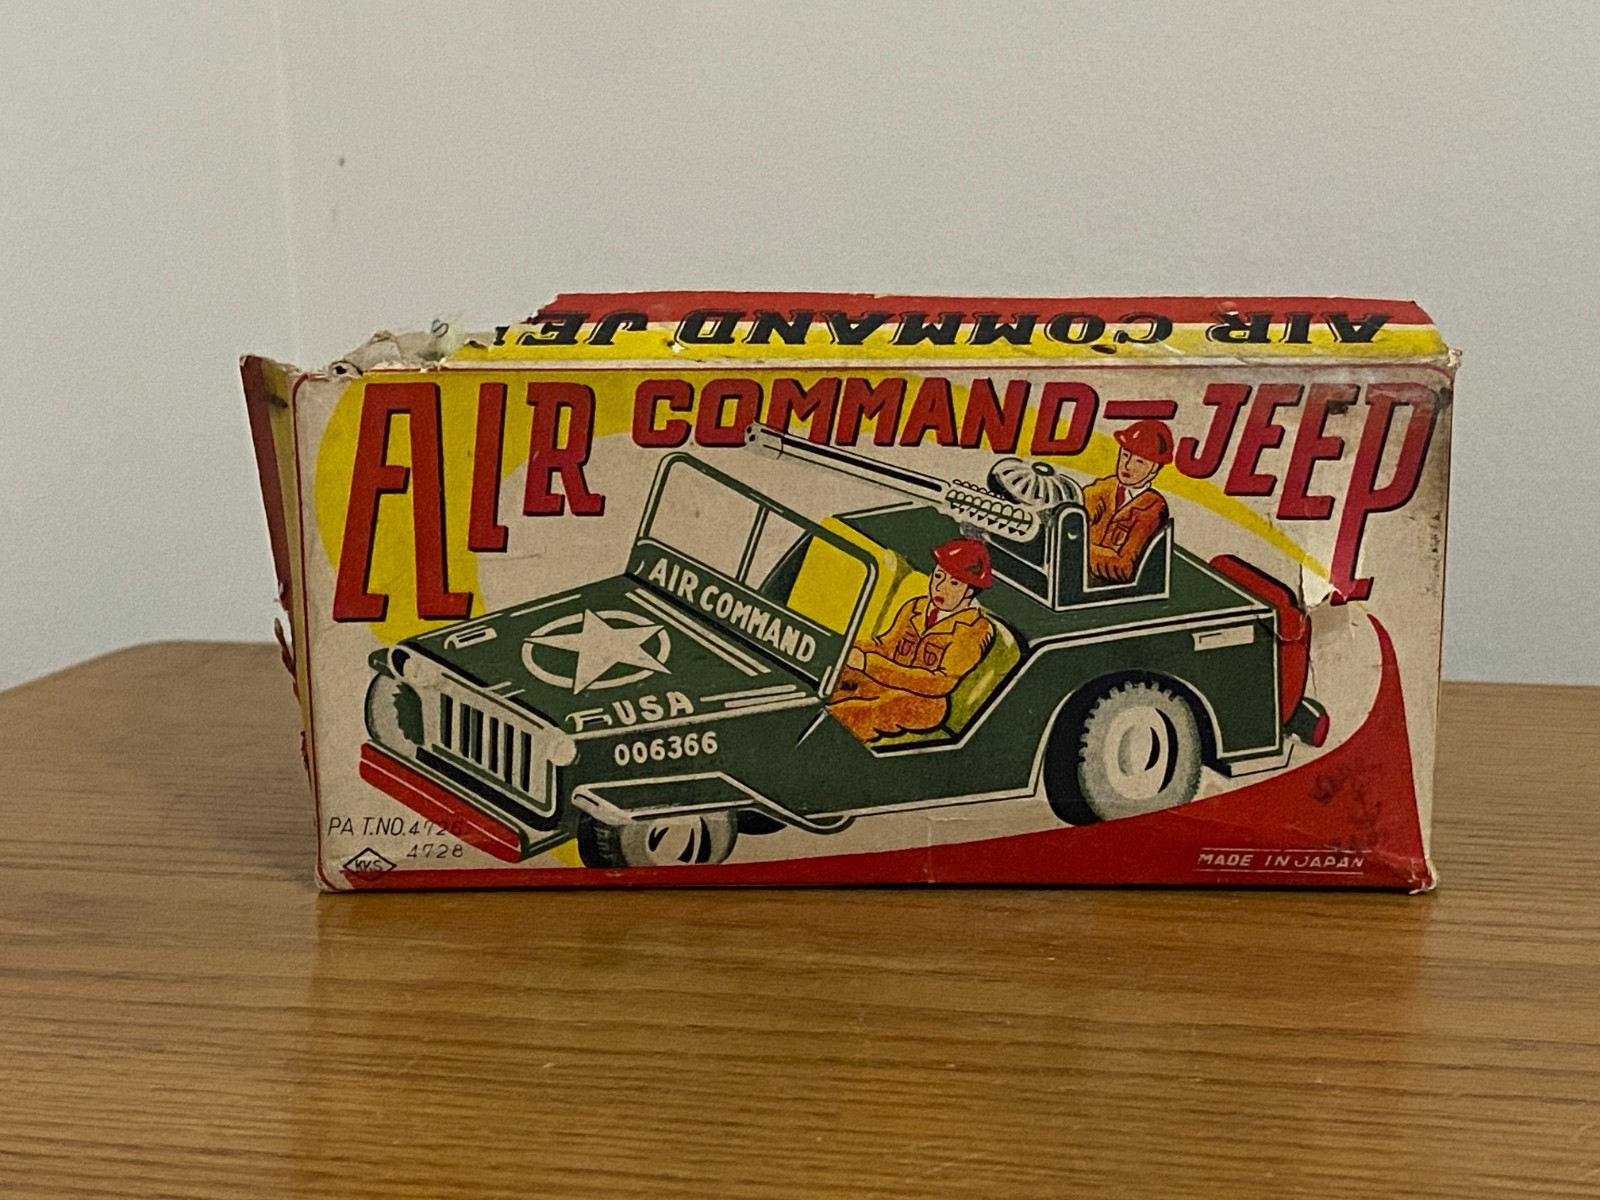 AIR COMMAND JE
AIR COMMAND-JEEP
AIR COMMAND
USA
006366
PAT.NO.4726
4728
KKS
MADE IN JAPAN